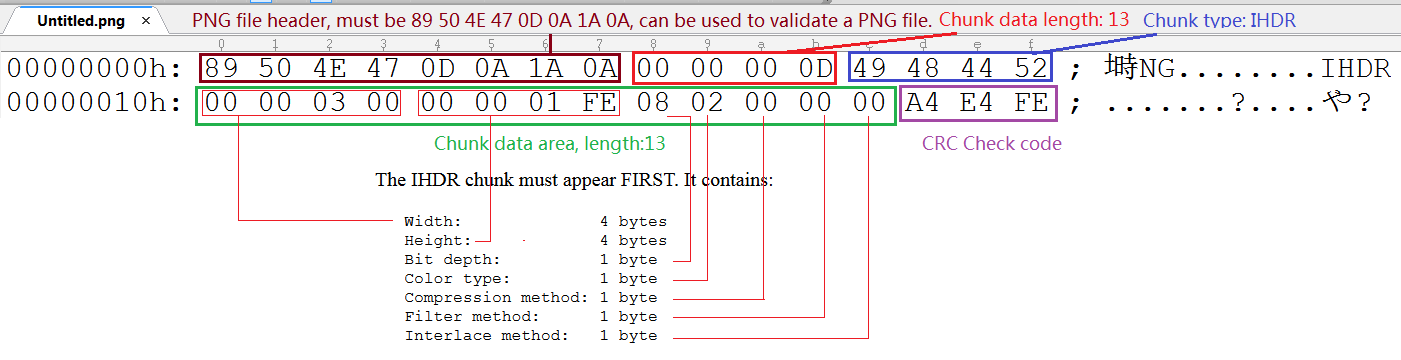 Untitled.png ×
PNG file header, must be 89 50 4E 47 0D 0A 1A 0A, can be used to validate a PNG file. Chunk data length: 13 Chunk type: IHDR
0 1 2 3 4 5 6 7 8 9 a b c d e f
00000000h: 89 50 4E 47 0D 0A 1A 0A 00 00 00 0D 49 48 44 52 ; 塒NG........IHDR
00000010h: 00 00 03 00 00 00 01 FE 08 02 00 00 00 A4 E4 FE ; .......?....や?
Chunk data area, length:13 CRC Check code
The IHDR chunk must appear FIRST. It contains:
Width: 4 bytes
Height: 4 bytes
Bit depth: 1 byte
Color type: 1 byte
Compression method: 1 byte
Filter method: 1 byte
Interlace method: 1 byte